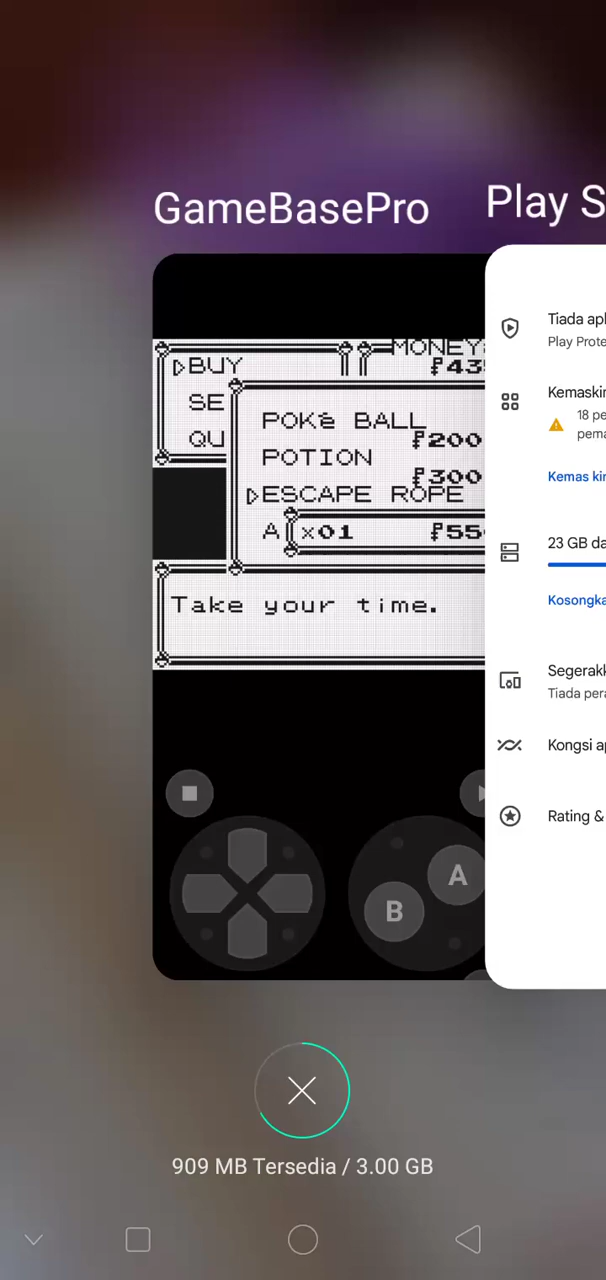 GameBasePro
Play S
MONEY
▷BUY
₽43
SE
QU
POKé BALL
₽200
POTION
₽300
▷ESCAPE ROPE
A
×01 ₽55
Take your time.
A
B
Tiada apl
Play Prote
Kemaskin
18 pe
pema
Kemas kin
23 GB da
Kosongka
Segerakk
Tiada pera
Kongsi ap
Rating &
909 MB Tersedia / 3.00 GB